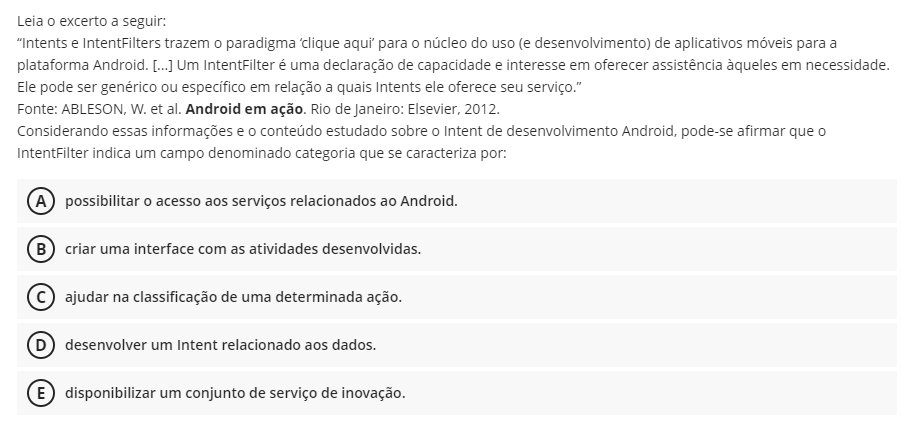 Leia o excerto a seguir:
“Intents e IntentFilters trazem o paradigma ‘clique aqui’ para o núcleo do uso (e desenvolvimento) de aplicativos móveis para a
plataforma Android. [...] Um IntentFilter é uma declaração de capacidade e interesse em oferecer assistência àqueles em necessidade.
Ele pode ser genérico ou específico em relação a quais Intents ele oferece seu serviço.”
Fonte: ABLESON, W. et al. Android em ação. Rio de Janeiro: Elsevier, 2012.
Considerando essas informações e o conteúdo estudado sobre o Intent de desenvolvimento Android, pode-se afirmar que o
IntentFilter indica um campo denominado categoria que se caracteriza por:
A possibilitar o acesso aos serviços relacionados ao Android.
B criar uma interface com as atividades desenvolvidas.
C ajudar na classificação de uma determinada ação.
D desenvolver um Intent relacionado aos dados.
E disponibilizar um conjunto de serviço de inovação.